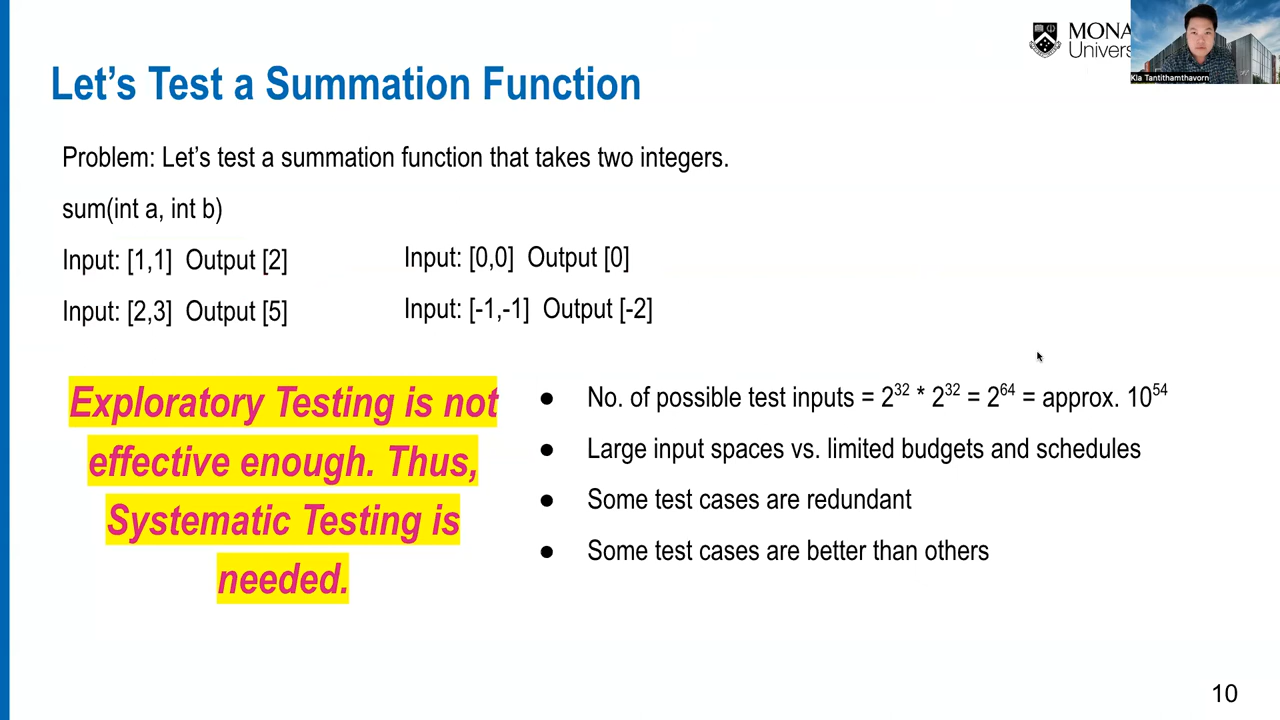 MONA
Univers
Kla Tantithamthavorn
Let's Test a Summation Function
Problem: Let's test a summation function that takes two integers.
sum(int a, int b)
Input: [1,1] Output [2]
Input: [0,0] Output [0]
Input: [2,3] Output [5]
Input: [-1,-1] Output [-2]
Exploratory Testing is not
effective enough. Thus,
Systematic Testing is
needed.
● No. of possible test inputs = 2³² * 2³² = 2⁶⁴ = approx. 10⁵⁴
● Large input spaces vs. limited budgets and schedules
● Some test cases are redundant
● Some test cases are better than others
10